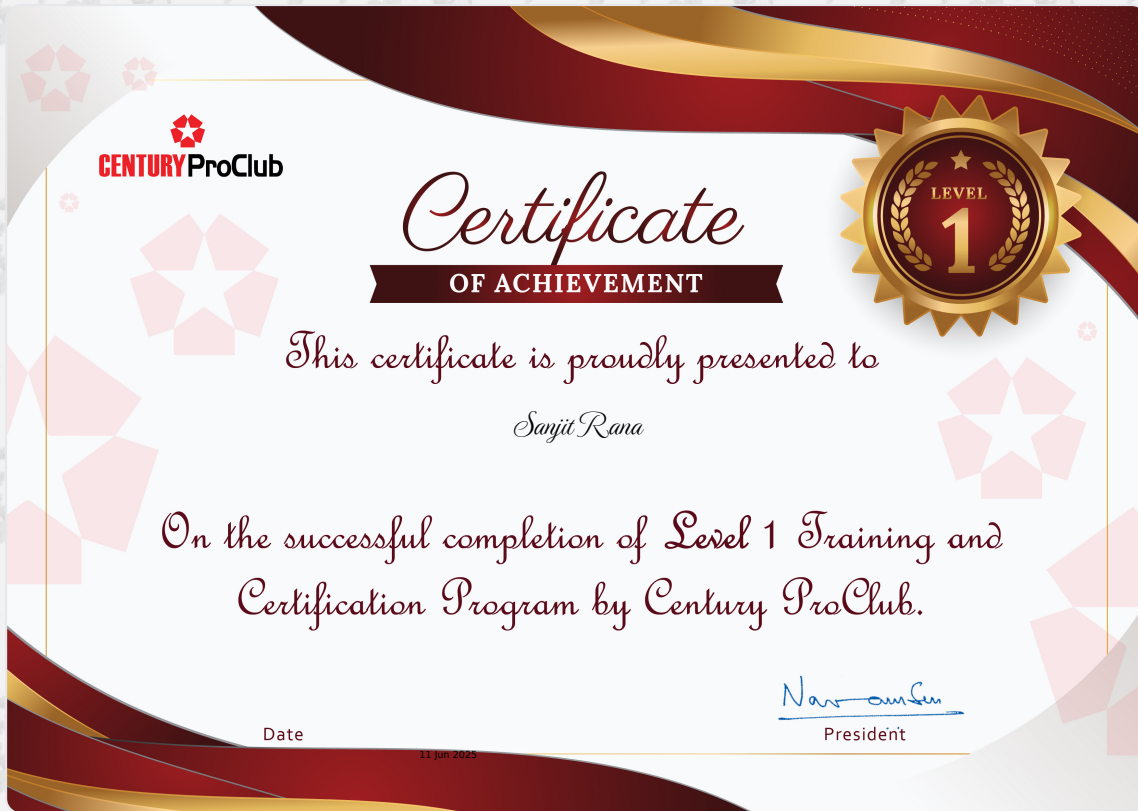 CENTURY ProClub
LEVEL
1
Certificate
OF ACHIEVEMENT
This certificate is proudly presented to
Sanjit Rana
On the successful completion of Level 1 Training and
Certification Program by Century ProClub.
Date
President
11 Jun 2025